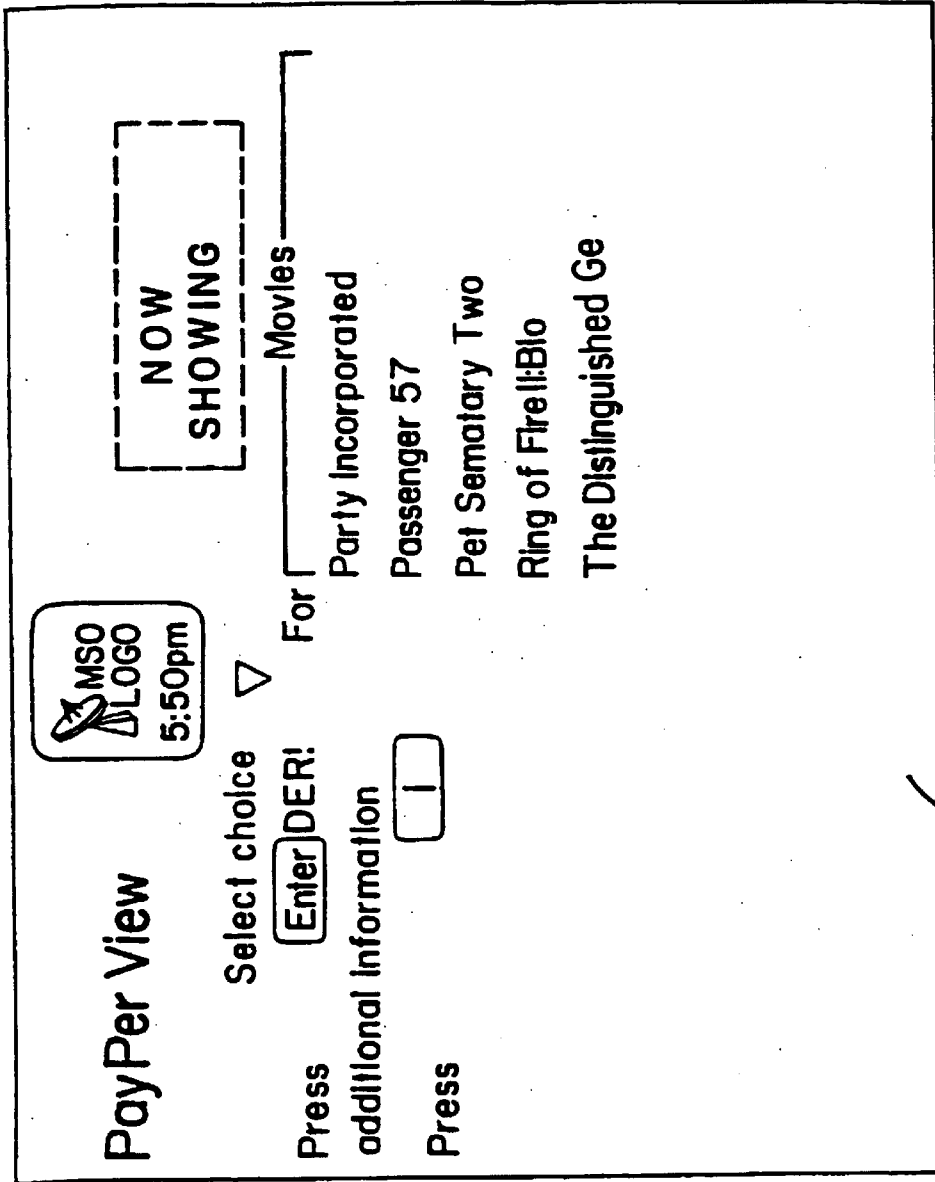 PayPer View
MSO
LOGO
5:50pm
NOW
SHOWING
Select choice
Press Enter DER!
For
additional Information
Press I
Movies
Party Incorporated
Passenger 57
Pet Sematary Two
Ring of Fire II:Blo
The Distinguished Ge